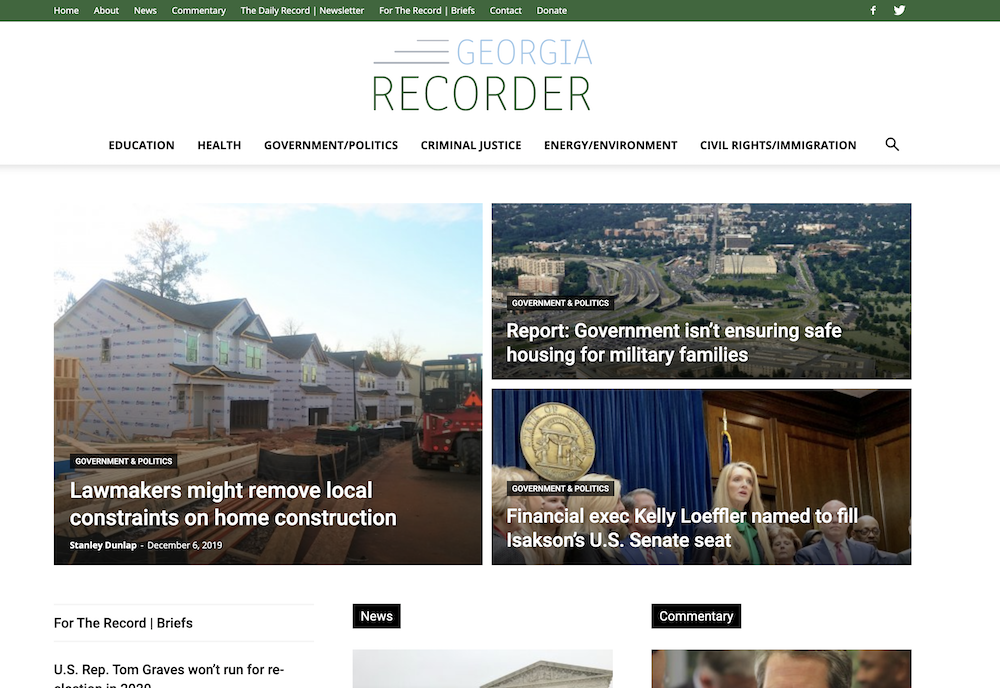 Home About News Commentary The Daily Record | Newsletter For The Record | Briefs Contact Donate
GEORGIA
RECORDER
EDUCATION HEALTH GOVERNMENT/POLITICS CRIMINAL JUSTICE ENERGY/ENVIRONMENT CIVIL RIGHTS/IMMIGRATION
GOVERNMENT & POLITICS
Lawmakers might remove local
constraints on home construction
Stanley Dunlap - December 6, 2019
GOVERNMENT & POLITICS
Report: Government isn’t ensuring safe
housing for military families
GOVERNMENT & POLITICS
Financial exec Kelly Loeffler named to fill
Isakson’s U.S. Senate seat
For The Record | Briefs
U.S. Rep. Tom Graves won’t run for re-
election in 2020
News
Commentary